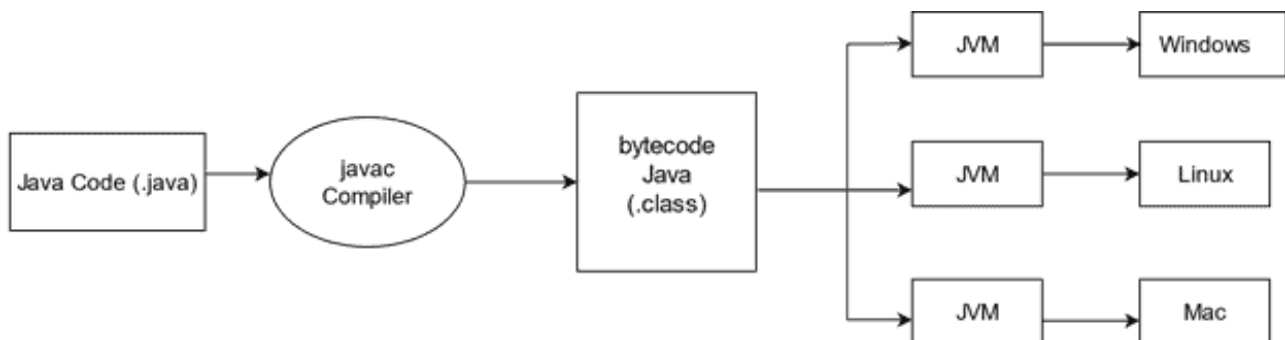 Java Code (.java)
javac
Compiler
bytecode
Java
(.class)
JVM
Windows
JVM
Linux
JVM
Mac